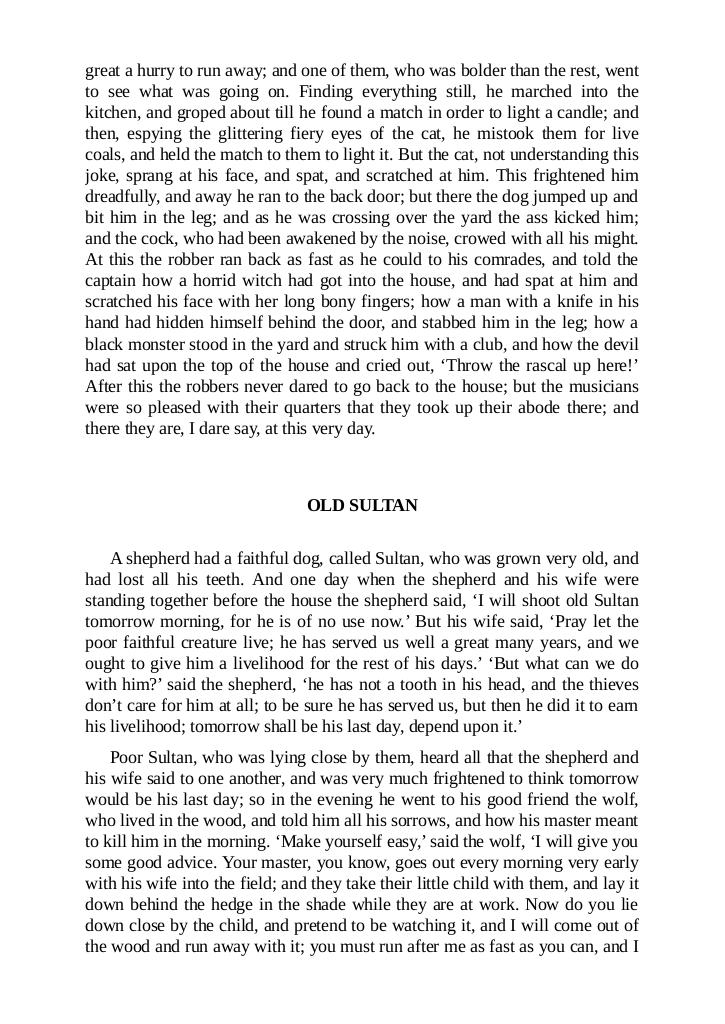 great a hurry to run away; and one of them, who was bolder than the rest, went
to see what was going on. Finding everything still, he marched into the
kitchen, and groped about till he found a match in order to light a candle; and
then, espying the glittering fiery eyes of the cat, he mistook them for live
coals, and held the match to them to light it. But the cat, not understanding this
joke, sprang at his face, and spat, and scratched at him. This frightened him
dreadfully, and away he ran to the back door; but there the dog jumped up and
bit him in the leg; and as he was crossing over the yard the ass kicked him;
and the cock, who had been awakened by the noise, crowed with all his might.
At this the robber ran back as fast as he could to his comrades, and told the
captain how a horrid witch had got into the house, and had spat at him and
scratched his face with her long bony fingers; how a man with a knife in his
hand had hidden himself behind the door, and stabbed him in the leg; how a
black monster stood in the yard and struck him with a club, and how the devil
had sat upon the top of the house and cried out, ‘Throw the rascal up here!’
After this the robbers never dared to go back to the house; but the musicians
were so pleased with their quarters that they took up their abode there; and
there they are, I dare say, at this very day.
OLD SULTAN
A shepherd had a faithful dog, called Sultan, who was grown very old, and
had lost all his teeth. And one day when the shepherd and his wife were
standing together before the house the shepherd said, ‘I will shoot old Sultan
tomorrow morning, for he is of no use now.’ But his wife said, ‘Pray let the
poor faithful creature live; he has served us well a great many years, and we
ought to give him a livelihood for the rest of his days.’ ‘But what can we do
with him?’ said the shepherd, ‘he has not a tooth in his head, and the thieves
don’t care for him at all; to be sure he has served us, but then he did it to earn
his livelihood; tomorrow shall be his last day, depend upon it.’
Poor Sultan, who was lying close by them, heard all that the shepherd and
his wife said to one another, and was very much frightened to think tomorrow
would be his last day; so in the evening he went to his good friend the wolf,
who lived in the wood, and told him all his sorrows, and how his master meant
to kill him in the morning. ‘Make yourself easy,’ said the wolf, ‘I will give you
some good advice. Your master, you know, goes out every morning very early
with his wife into the field; and they take their little child with them, and lay it
down behind the hedge in the shade while they are at work. Now do you lie
down close by the child, and pretend to be watching it, and I will come out of
the wood and run away with it; you must run after me as fast as you can, and I